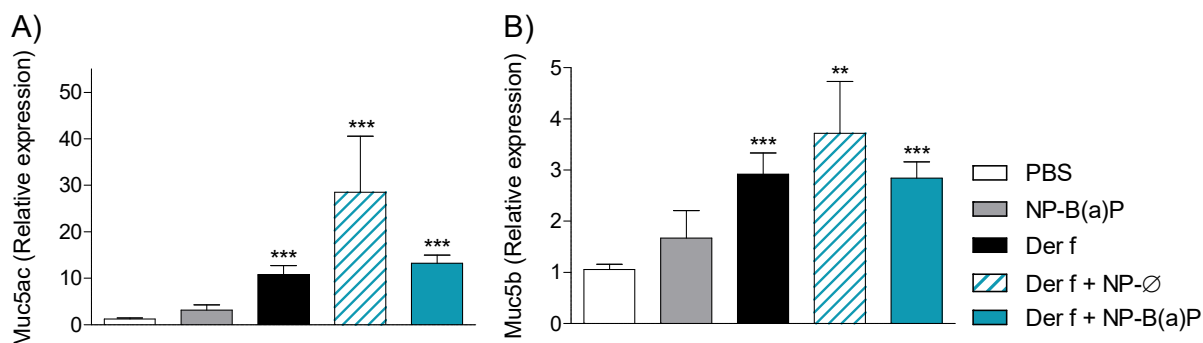 A)
Muc5ac (Relative expression)
50
40
30
20
10
0
***
***
***
B)
Muc5b (Relative expression)
5
4
3
2
1
0
***
**
***
PBS
NP-B(a)P
Der f
Der f + NP-∅
Der f + NP-B(a)P